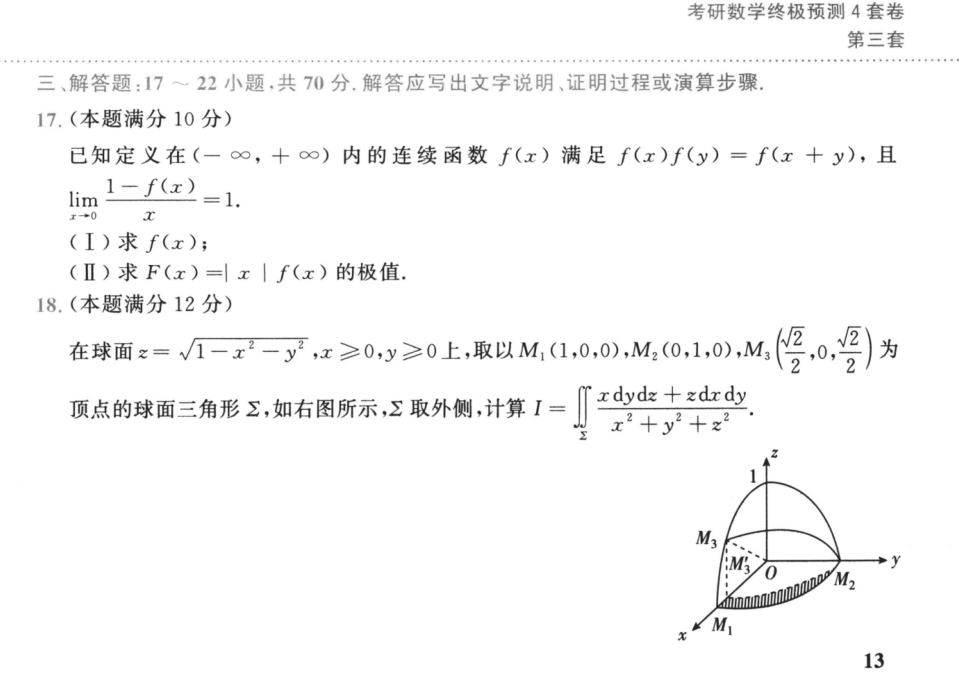 考研数学终极预测 4 套卷
第三套
三、解答题:17 ~ 22 小题,共 70 分.解答应写出文字说明、证明过程或演算步骤.
17.(本题满分 10 分)
已知定义在(-∞,+∞)内的连续函数 f(x) 满足 f(x)f(y) = f(x + y),且
lim_{x→0} \frac{1-f(x)}{x} = 1.
(Ⅰ)求 f(x);
(Ⅱ)求 F(x) =| x | f(x) 的极值.
18.(本题满分 12 分)
在球面 z = √(1-x²-y²),x≥0,y≥0上,取以 M₁(1,0,0),M₂(0,1,0),M₃(√2/2,0,√2/2) 为
顶点的球面三角形 Σ,如右图所示,Σ 取外侧,计算 I = ∬_Σ \frac{xdydz+zdxdy}{x²+y²+z²}.
z
1
M₃
M₃′
O
M₂
y
M₁
x
13